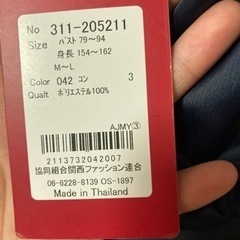 No 311-205211
Size バスト 79〜94
身長 154〜162
M〜L
Color 042 コン 3
Qualt ポリエステル100%
AJMY③
2113732042007
協同組合関西ファッション連合
06-6228-8139 OS-1897
Made in Thailand